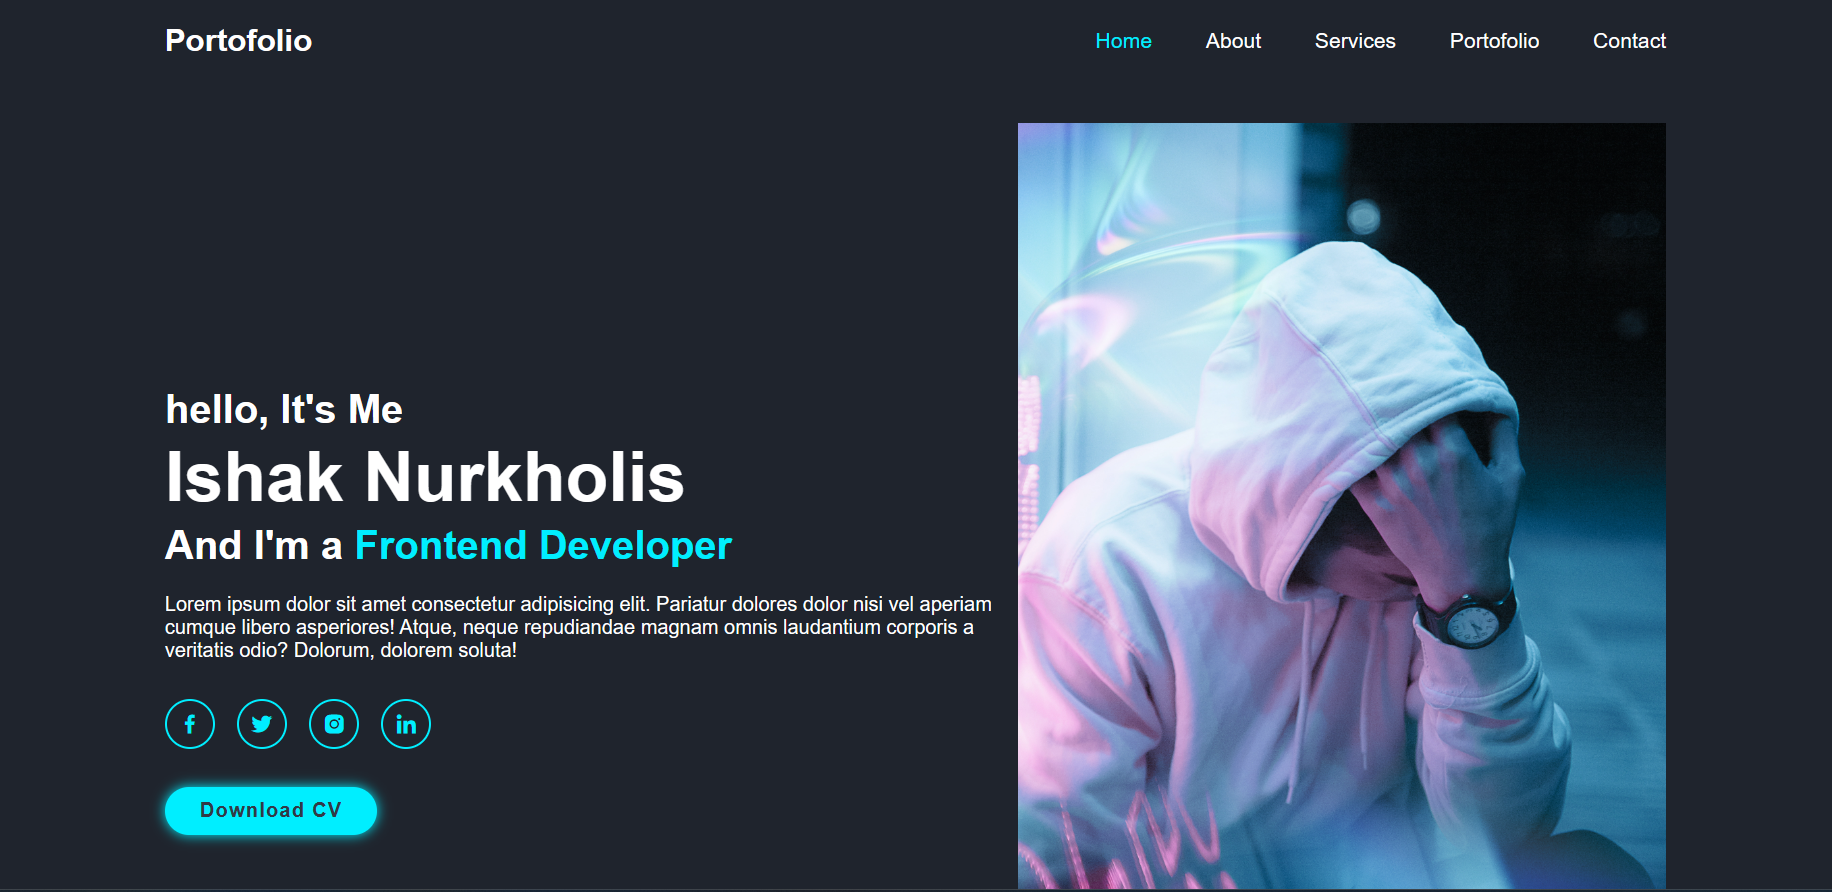 Portofolio
Home
About
Services
Portofolio
Contact
hello, It's Me
Ishak Nurkholis
And I'm a Frontend Developer
Lorem ipsum dolor sit amet consectetur adipisicing elit. Pariatur dolores dolor nisi vel aperiam
cumque libero asperiores! Atque, neque repudiandae magnam omnis laudantium corporis a
veritatis odio? Dolorum, dolorem soluta!
Download CV